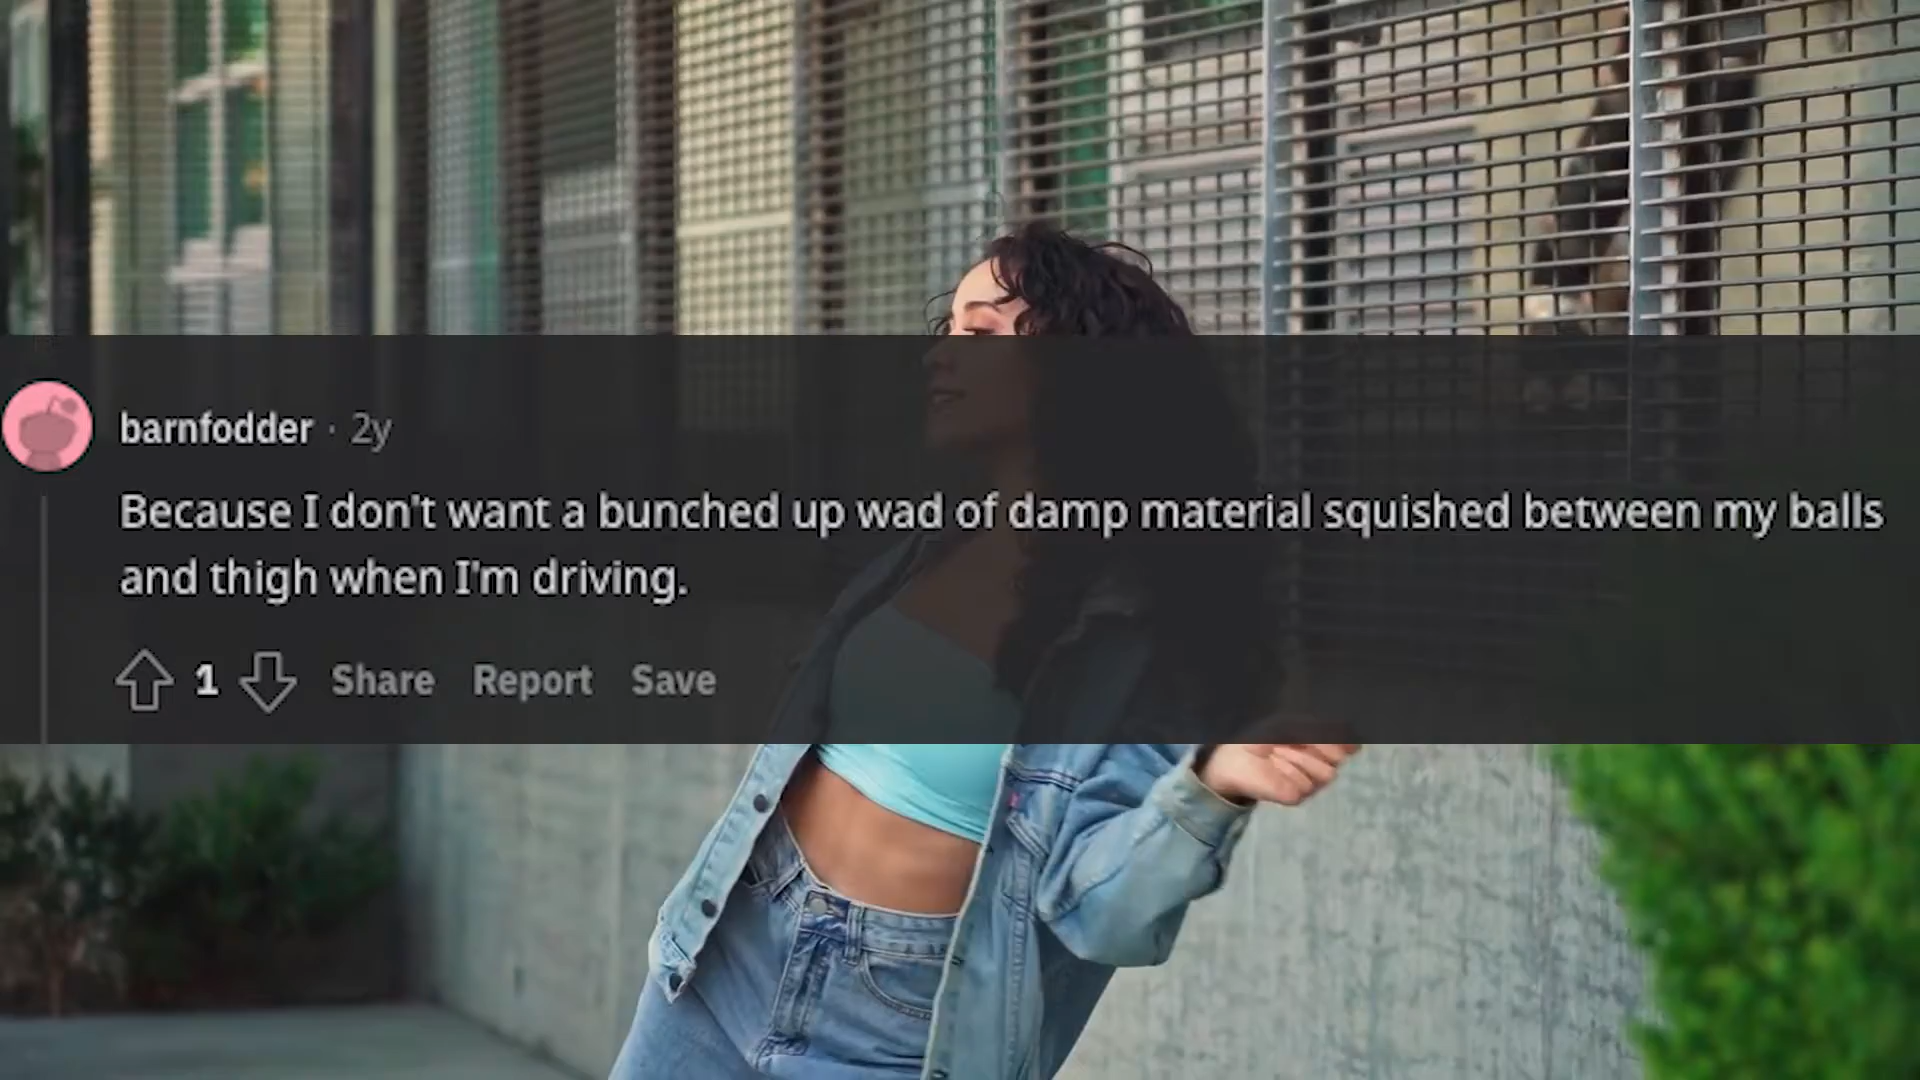 barnfodder · 2y
Because I don't want a bunched up wad of damp material squished between my balls
and thigh when I'm driving.
1 Share Report Save